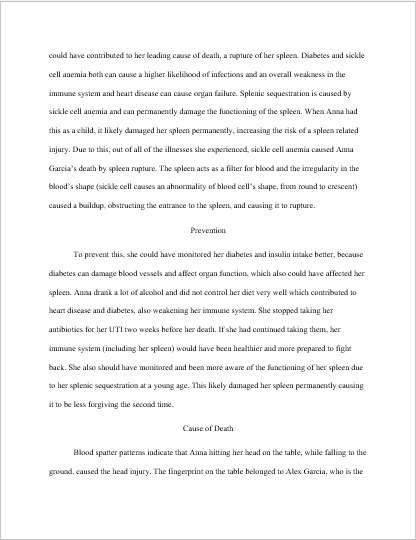 could have contributed to her leading cause of death, a rupture of her spleen. Diabetes and sickle
cell anemia both can cause a higher likelihood of infections and an overall weakness in the
immune system and heart disease can cause organ failure. Splenic sequestration is caused by
sickle cell anemia and can permanently damage the functioning of the spleen. When Anna had
this as a child, it likely damaged her spleen permanently, increasing the risk of a spleen related
injury. Due to this, out of all of the illnesses she experienced, sickle cell anemia caused Anna
Garcia's death by spleen rupture. The spleen acts as a filter for blood and the irregularity in the
blood's shape (sickle cell causes an abnormality of blood cell's shape, from round to crescent)
caused a buildup, obstructing the entrance to the spleen, and causing it to rupture.
Prevention
To prevent this, she could have monitored her diabetes and insulin intake better, because
diabetes can damage blood vessels and affect organ function, which also could have affected her
spleen. Anna drank a lot of alcohol and did not control her diet very well which contributed to
heart disease and diabetes, also weakening her immune system. She stopped taking her
antibiotics for her UTI two weeks before her death. If she had continued taking them, her
immune system (including her spleen) would have been healthier and more prepared to fight
back. She also should have monitored and been more aware of the functioning of her spleen due
to her splenic sequestration at a young age. This likely damaged her spleen permanently causing
it to be less forgiving the second time.
Cause of Death
Blood spatter patterns indicate that Anna hitting her head on the table, while falling to the
ground, caused the head injury. The fingerprint on the table belonged to Alex Garcia, who is the